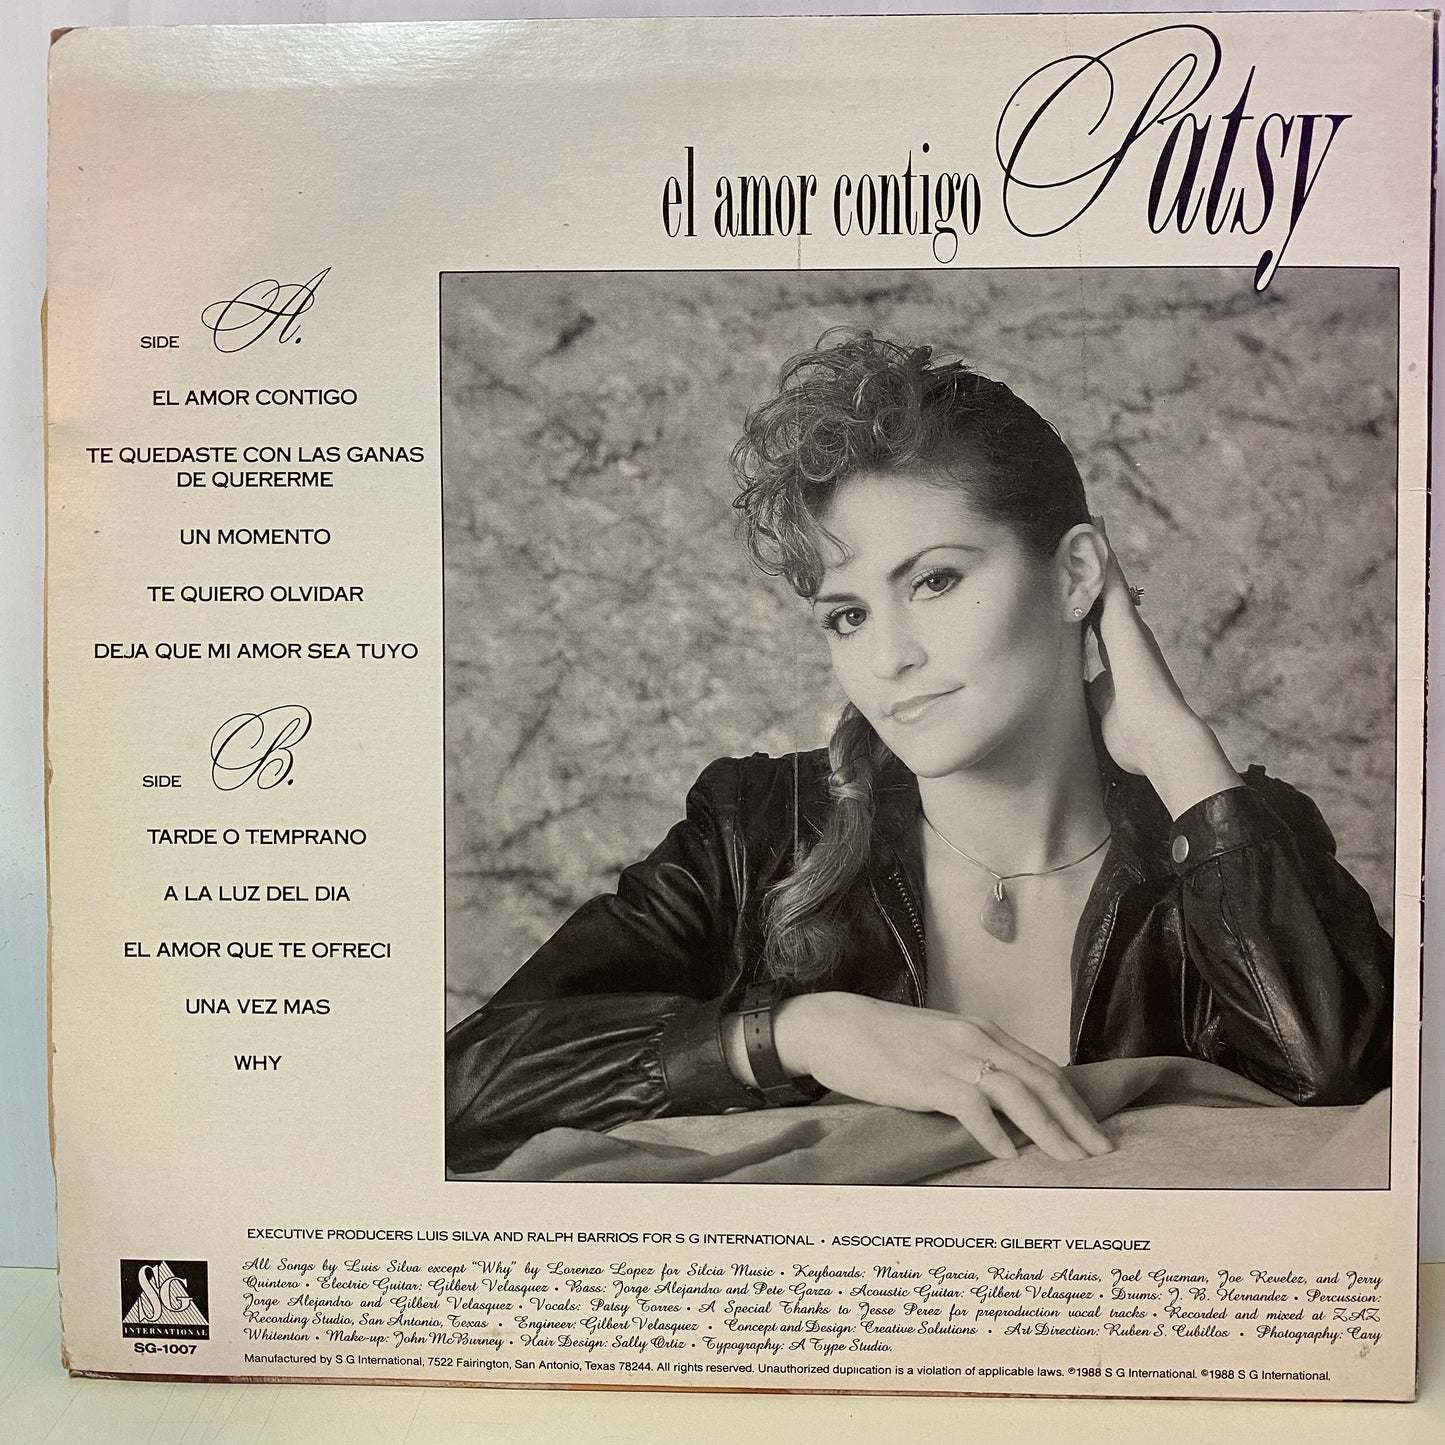 el amor contigo Patsy
SIDE A.
EL AMOR CONTIGO
TE QUEDASTE CON LAS GANAS
DE QUERERME
UN MOMENTO
TE QUIERO OLVIDAR
DEJA QUE MI AMOR SEA TUYO
SIDE B.
TARDE O TEMPRANO
A LA LUZ DEL DIA
EL AMOR QUE TE OFRECI
UNA VEZ MAS
WHY
EXECUTIVE PRODUCERS LUIS SILVA AND RALPH BARRIOS FOR S G INTERNATIONAL • ASSOCIATE PRODUCER: GILBERT VELASQUEZ
All Songs by Luis Silva except "Why" by Lorenzo Lopez for Silcia Music • Keyboards: Martin Garcia, Richard Alanis, Joel Guzman, Joe Revelez, and Jerry
Quintero • Electric Guitar: Gilbert Velasquez • Bass: Jorge Alejandro and Pete Garza • Acoustic Guitar: Gilbert Velasquez • Drums: J. B. Hernandez • Percussion:
Jorge Alejandro and Gilbert Velasquez • Vocals: Patsy Torres • A Special Thanks to Jesse Perez for preproduction vocal tracks • Recorded and mixed at ZAZ
Recording Studio, San Antonio, Texas • Engineer: Gilbert Velasquez • Concept and Design: Creative Solutions • Art Direction: Ruben S. Cubillos • Photography: Cary
Whitenton • Make-up: John McBurney • Hair Design: Sally Ortiz • Typography: A Type Studio.
Manufactured by S G International, 7522 Fairington, San Antonio, Texas 78244. All rights reserved. Unauthorized duplication is a violation of applicable laws. ℗1988 S G International. ©1988 S G International.
SG
INTERNATIONAL
SG-1007